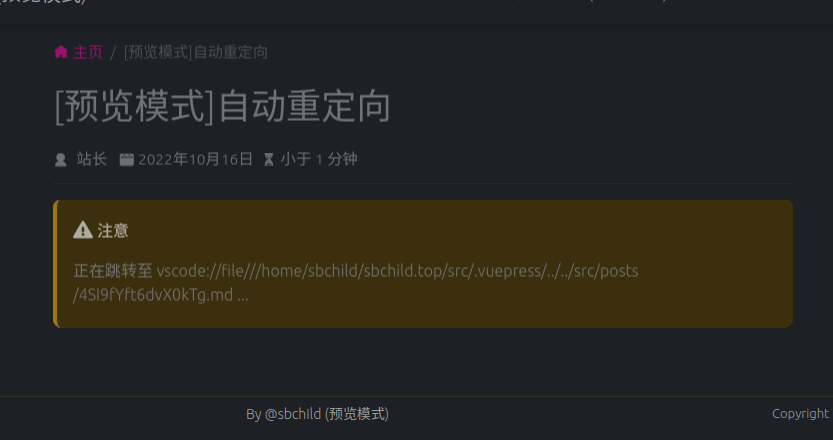 主页 / [预览模式]自动重定向
[预览模式]自动重定向
站长 2022年10月16日 小于 1 分钟
注意
正在跳转至 vscode://file///home/sbchild/sbchild.top/src/.vuepress/../../src/posts
/4SI9fYft6dvX0kTg.md ...
By @sbchild (预览模式)
Copyright